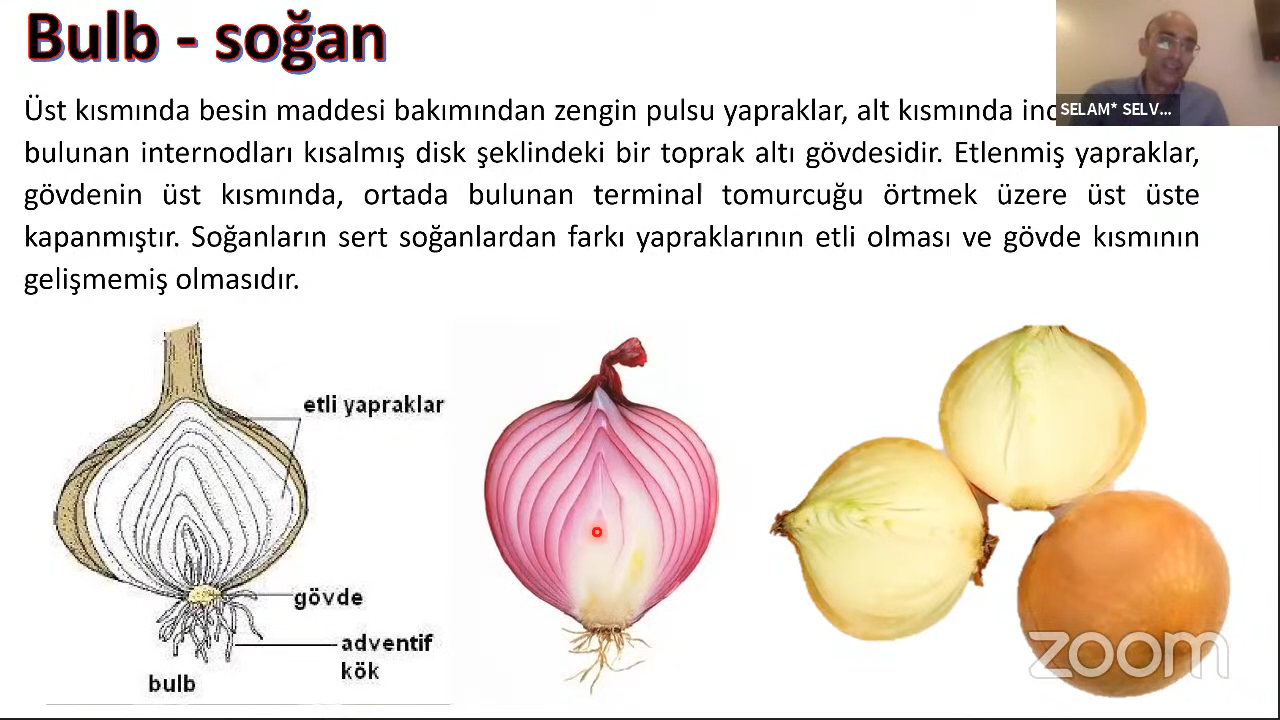 Bulb - soğan
Üst kısmında besin maddesi bakımından zengin pulsu yapraklar, alt kısmında
SELAM* SELV...
bulunan internodları kısalmış disk şeklindeki bir toprak altı gövdesidir. Etlenmiş yapraklar,
gövdenin üst kısmında, ortada bulunan terminal tomurcuğu örtmek üzere üst üste
kapanmıştır. Soğanların sert soğanlardan farkı yapraklarının etli olması ve gövde kısmının
gelişmemiş olmasıdır.
etli yapraklar
gövde
adventif
kök
bulb
zoom